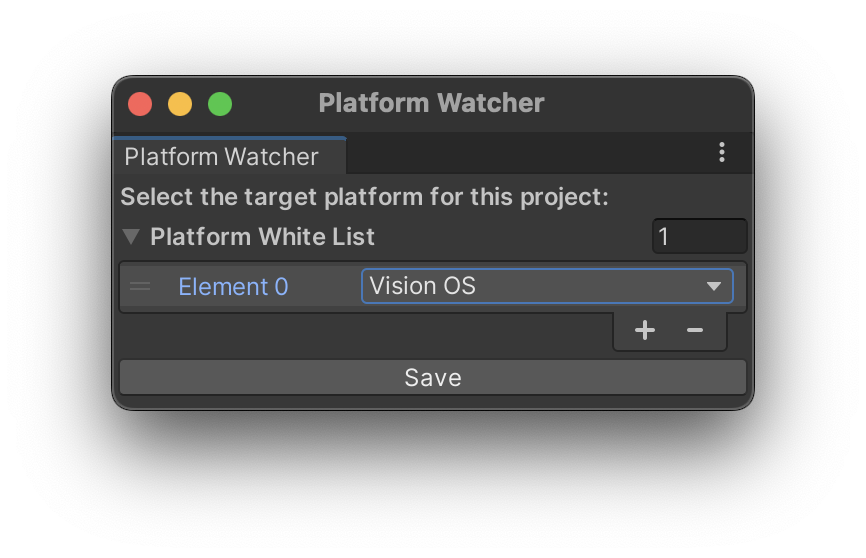 Platform Watcher
Platform Watcher
Select the target platform for this project:
Platform White List 1
Element 0 Vision OS
+ −
Save